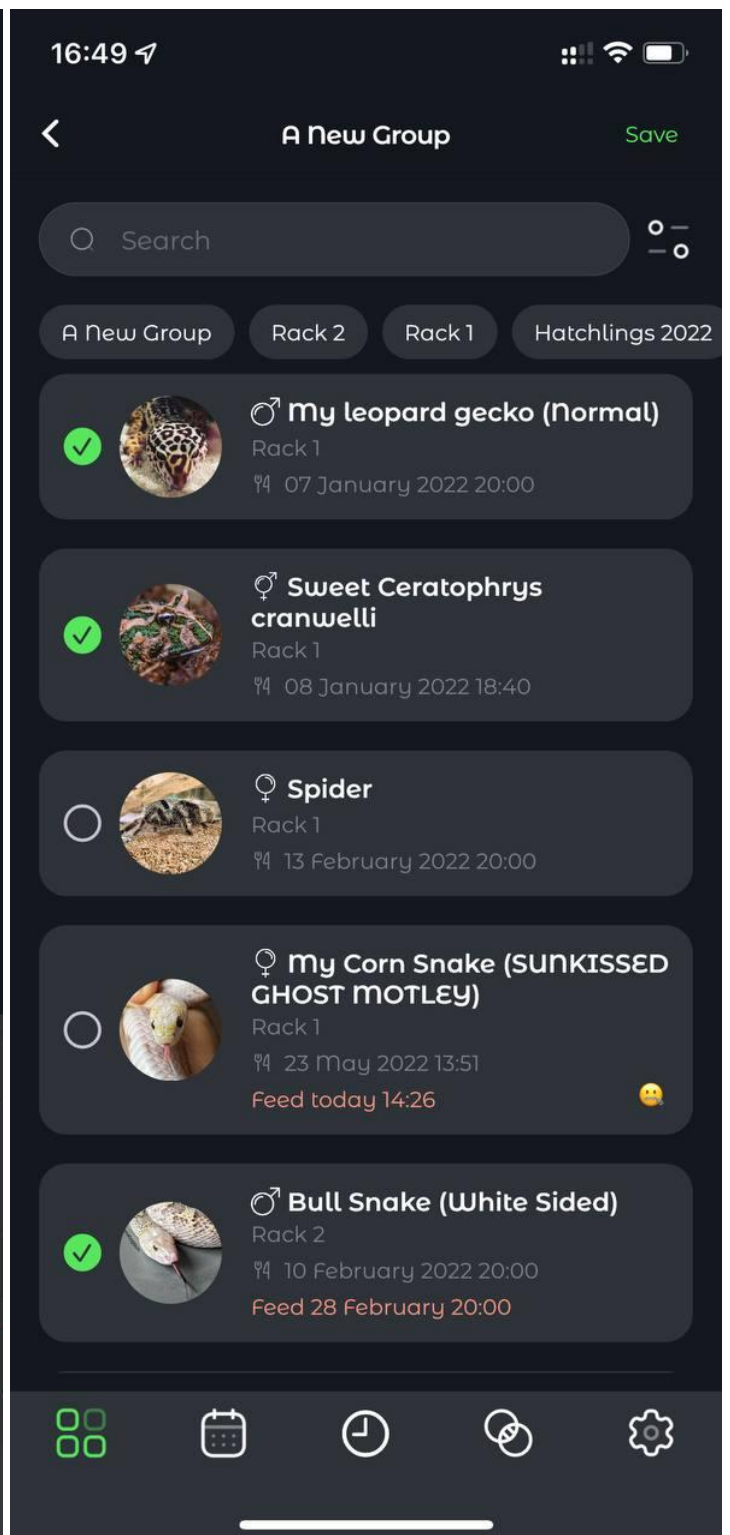 16:49
A New Group
Save
Search
A New Group
Rack 2
Rack 1
Hatchlings 2022
My leopard gecko (Normal)
Rack 1
07 January 2022 20:00
Sweet Ceratophrys
cranwelli
Rack 1
08 January 2022 18:40
Spider
Rack 1
13 February 2022 20:00
My Corn Snake (SUNKISSED
GHOST MOTLEY)
Rack 1
23 May 2022 13:51
Feed today 14:26
Bull Snake (White Sided)
Rack 2
10 February 2022 20:00
Feed 28 February 20:00